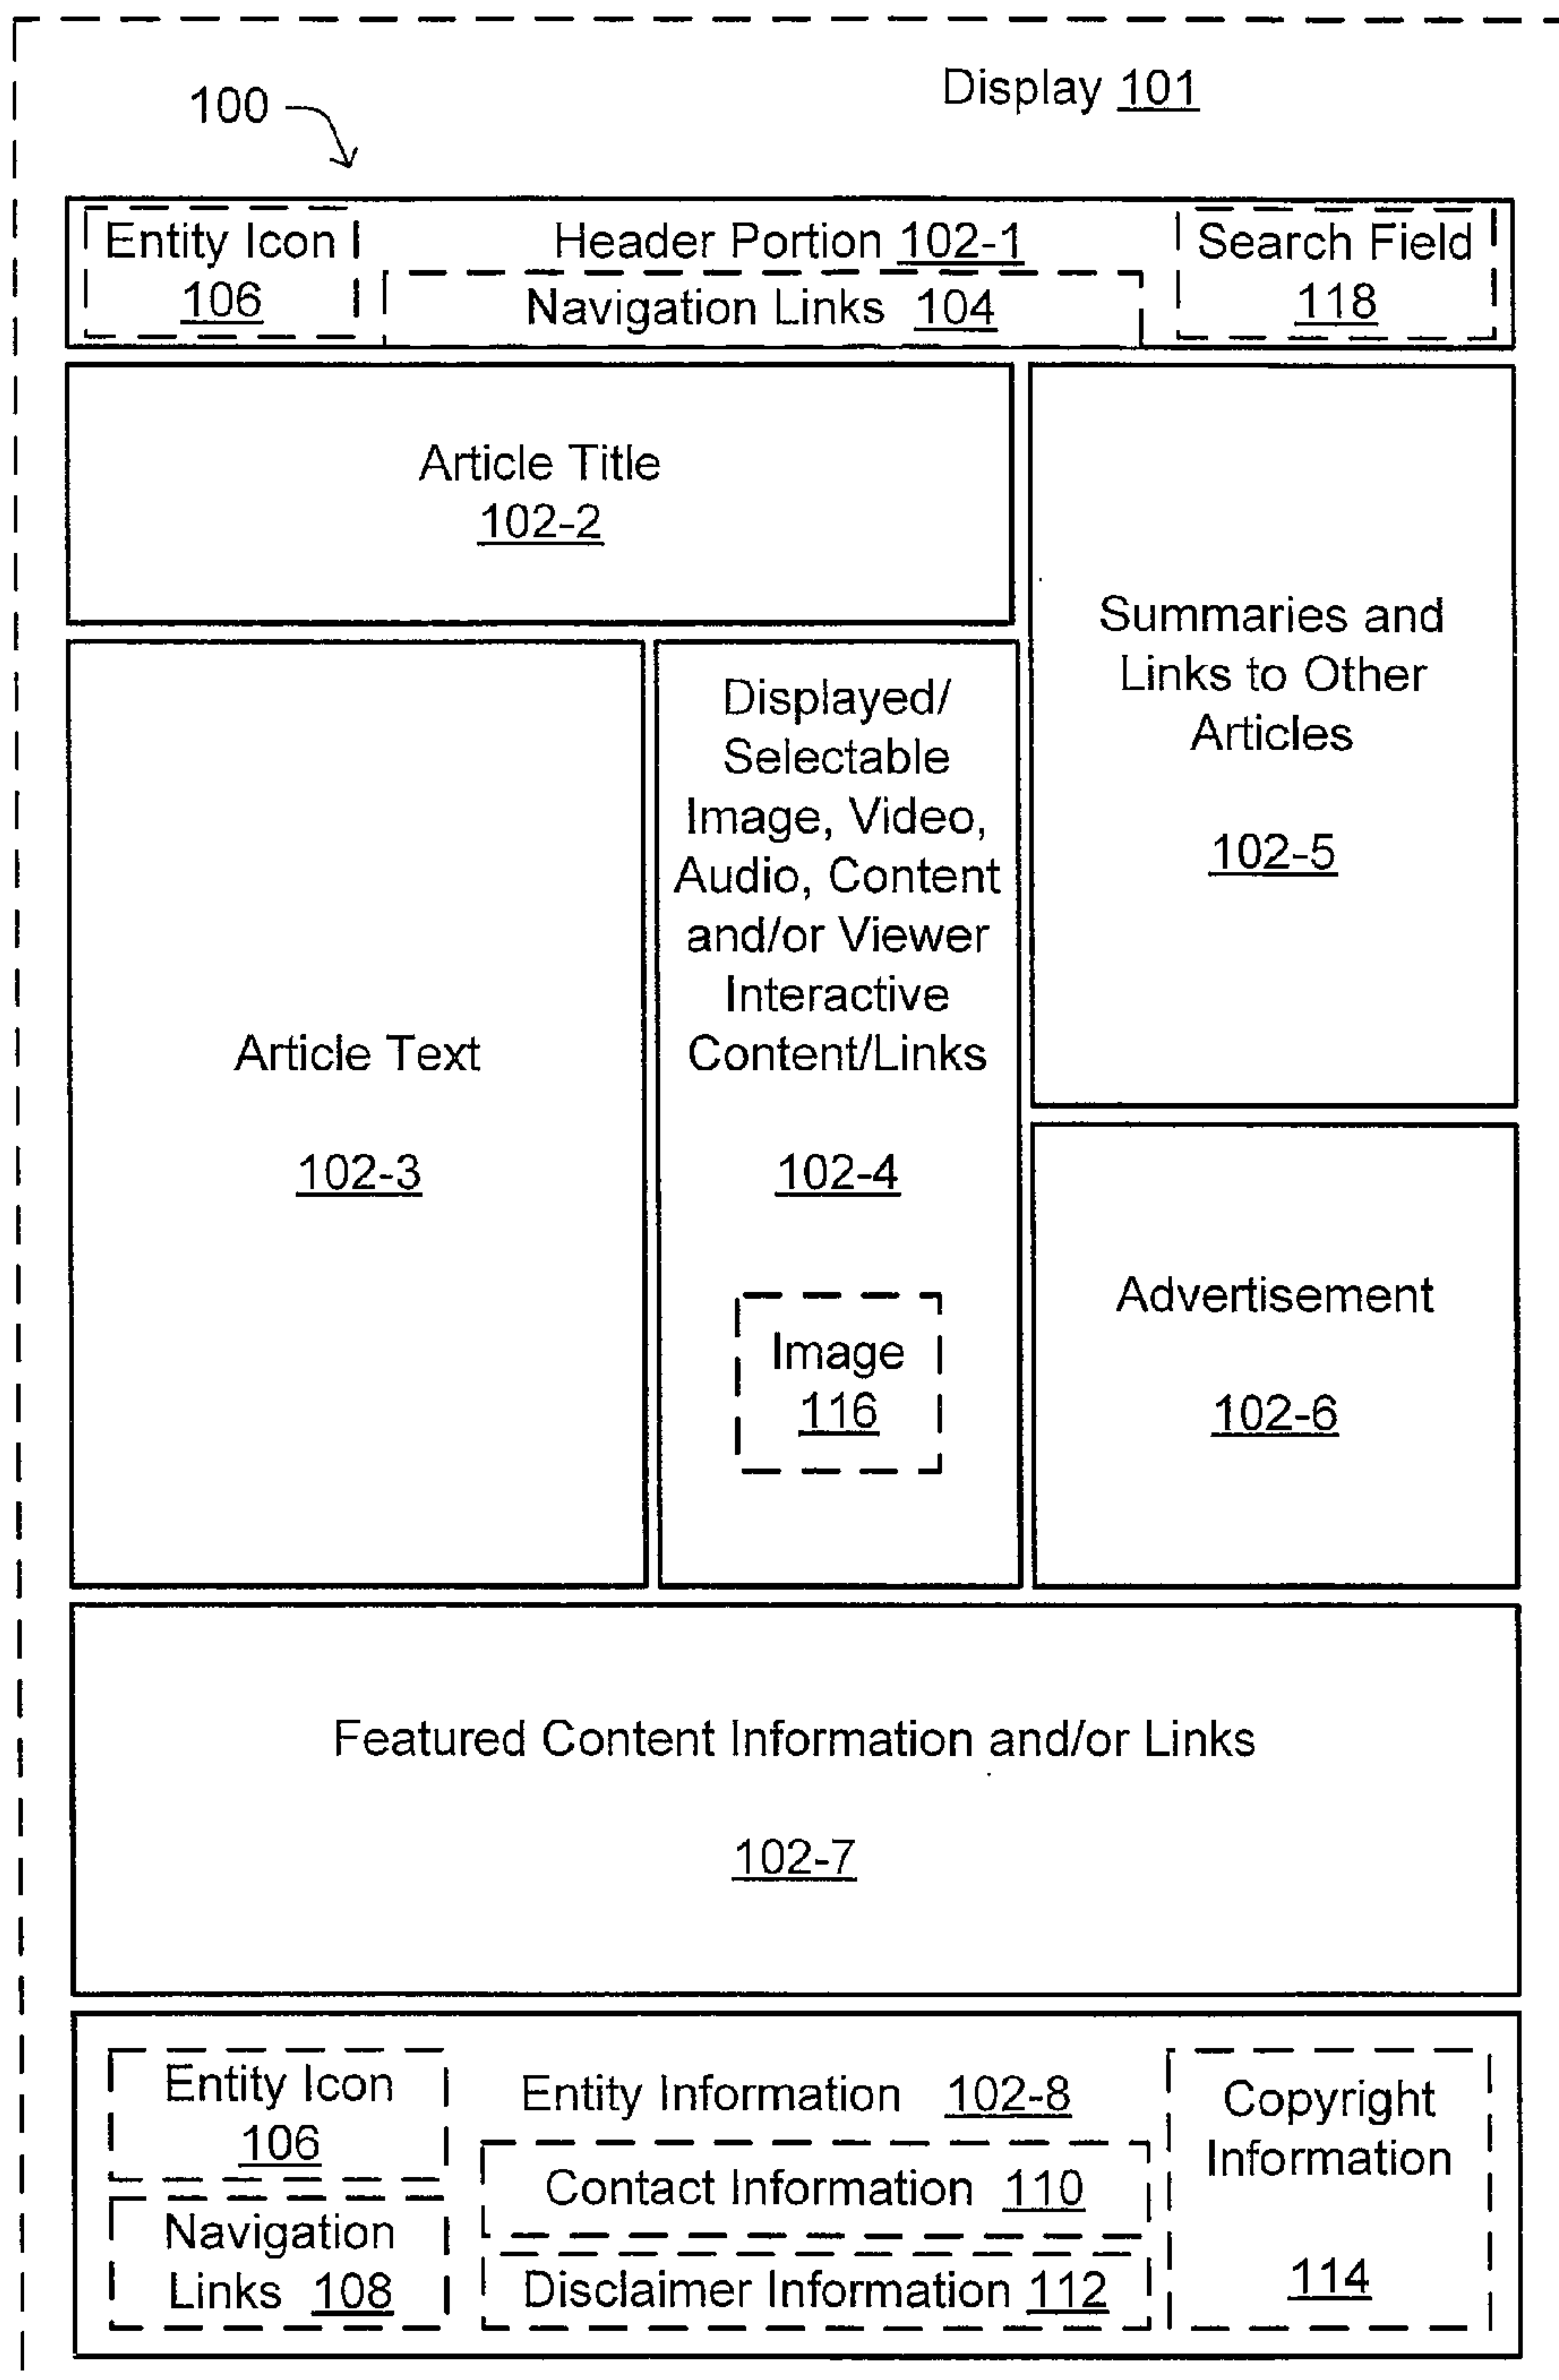 Display 101
100
Entity Icon
106
Header Portion 102-1
Navigation Links 104
Search Field
118
Article Title
102-2
Summaries and
Links to Other
Articles
102-5
Article Text
102-3
Displayed/
Selectable
Image, Video,
Audio, Content
and/or Viewer
Interactive
Content/Links
102-4
Image
116
Advertisement
102-6
Featured Content Information and/or Links
102-7
Entity Icon
106
Navigation
Links 108
Entity Information 102-8
Contact Information 110
Disclaimer Information 112
Copyright
Information
114